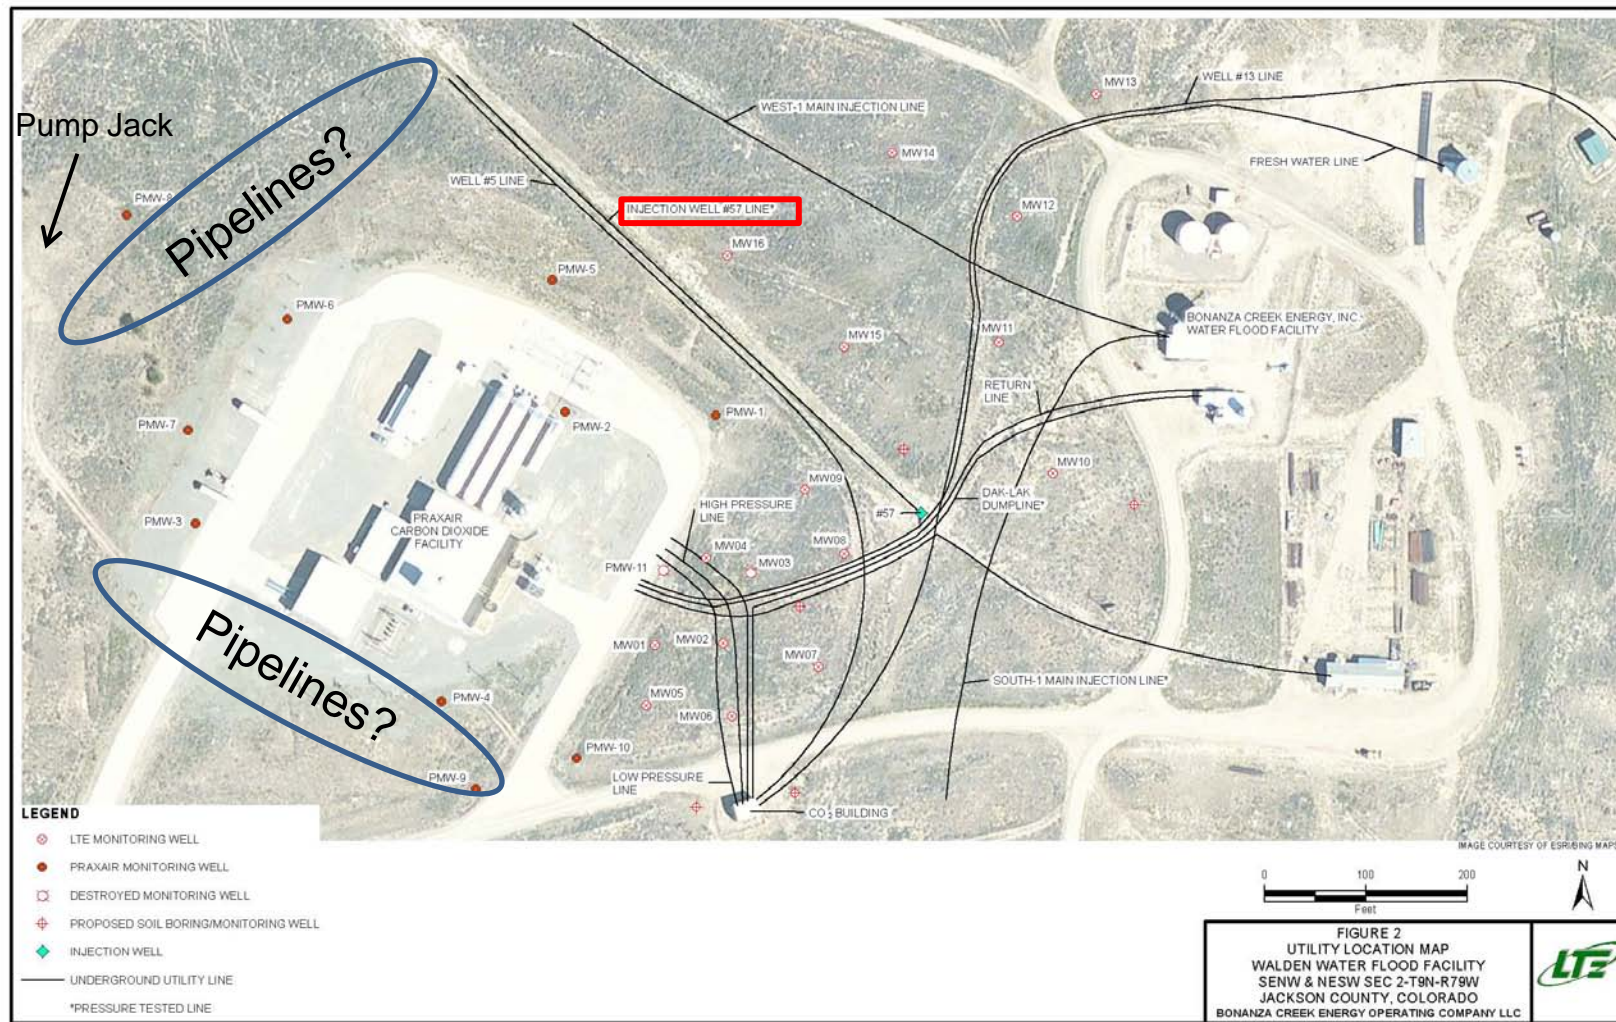 MW13
WELL #13 LINE
WEST-1 MAIN INJECTION LINE
Pump Jack
MW14
FRESH WATER LINE
Pipelines?
WELL #5 LINE
PMW-8
INJECTION WELL #57 LINE*
MW12
MW16
PMW-5
PMW-6
BONANZA CREEK ENERGY, INC.
WATER FLOOD FACILITY
MW11
MW15
RETURN
LINE
PMW-1
PMW-2
PMW-7
MW10
MW09
DAK-LAK
DUMPLINE*
HIGH PRESSURE
LINE
#57
PMW-3
PRAXAIR
CARBON DIOXIDE
FACILITY
MW04
MW08
MW03
PMW-11
Pipelines?
MW01
MW02
MW07
SOUTH-1 MAIN INJECTION LINE*
PMW-4
MW05
MW06
PMW-10
PMW-9
LOW PRESSURE
LINE
CO2 BUILDING
IMAGE COURTESY OF ESRI/BING MAPS
LEGEND
LTE MONITORING WELL
PRAXAIR MONITORING WELL
DESTROYED MONITORING WELL
PROPOSED SOIL BORING/MONITORING WELL
INJECTION WELL
UNDERGROUND UTILITY LINE
*PRESSURE TESTED LINE
0 100 200
Feet
N
FIGURE 2
UTILITY LOCATION MAP
WALDEN WATER FLOOD FACILITY
SENW & NESW SEC 2-T9N-R79W
JACKSON COUNTY, COLORADO
BONANZA CREEK ENERGY OPERATING COMPANY LLC
LTE